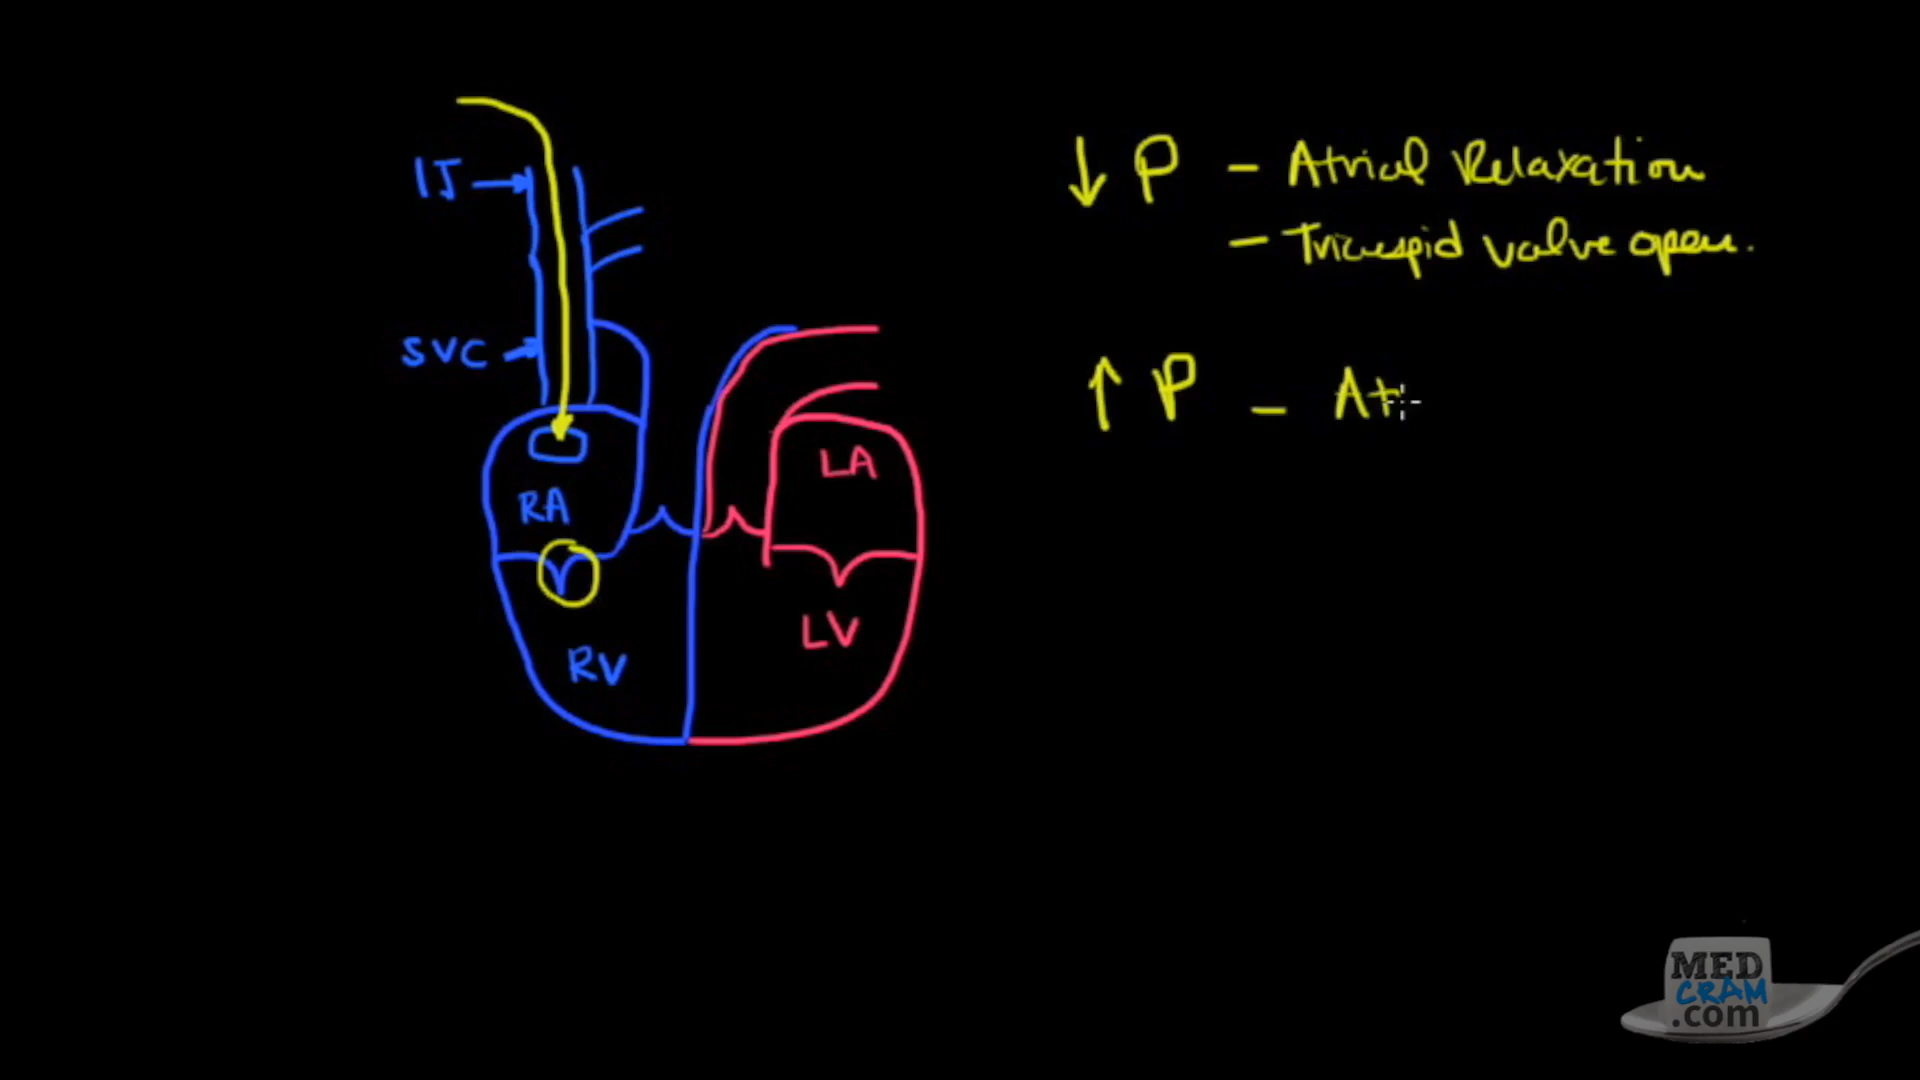 IJ
SVC
RA
RV
LA
LV
↓ P - Atrial Relaxation
- Tricuspid valve open.
↑ P - At
MED
CRAM
.com